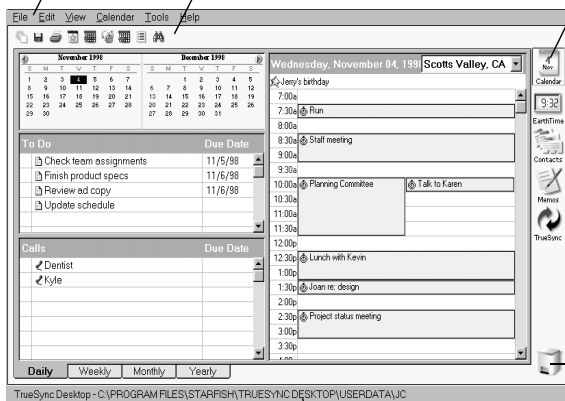 File Edit View Calendar Tools Help
November 1998
S M T W T F S
1 2 3 4 5 6 7
8 9 10 11 12 13 14
15 16 17 18 19 20 21
22 23 24 25 26 27 28
29 30
December 1998
S M T W T F S
1 2 3 4 5
6 7 8 9 10 11 12
13 14 15 16 17 18 19
20 21 22 23 24 25 26
27 28 29 30 31
To Do Due Date
Check team assignments 11/5/98
Finish product specs 11/6/98
Review ad copy 11/6/98
Update schedule
Calls Due Date
Dentist
Kyle
Daily Weekly Monthly Yearly
Wednesday, November 04, 1998 Scotts Valley, CA
Jerry's birthday
7:00a
7:30a Run
8:00a
8:30a Staff meeting
9:00a
9:30a
10:00a Planning Committee Talk to Karen
10:30a
11:00a
11:30a
12:00p
12:30p Lunch with Kevin
1:00p
1:30p Joan re: design
2:00p
2:30p Project status meeting
3:00p
3:30p
4
Nov
Calendar
9:32
EarthTime
Contacts
Memos
TrueSync
TrueSync Desktop - C:\PROGRAM FILES\STARFISH\TRUESYNC DESKTOP\USERDATA\JC